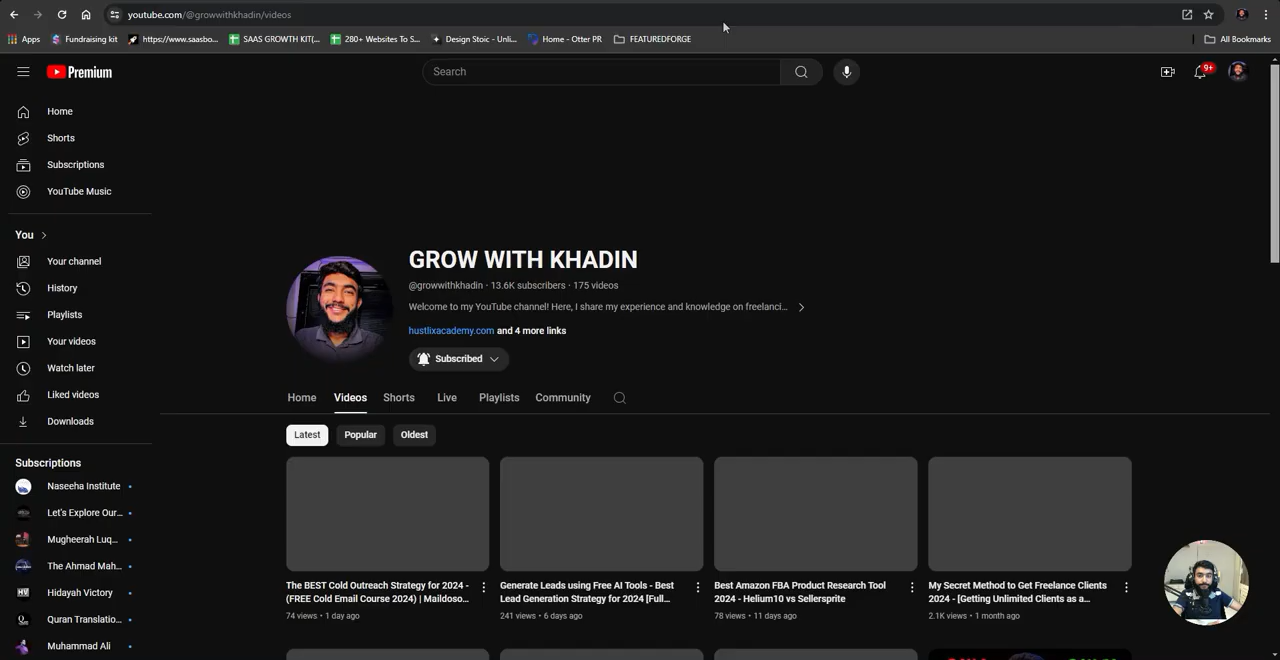 youtube.com/@growwithkhadin/videos
Apps
Fundraising kit
https://www.saasbo...
SAAS GROWTH KIT(...
280+ Websites To S...
Design Stoic - Unli...
Home - Otter PR
FEATUREDFORGE
All Bookmarks
Premium
Search
9+
Home
Shorts
Subscriptions
YouTube Music
You
Your channel
History
Playlists
Your videos
Watch later
Liked videos
Downloads
Subscriptions
Naseeha Institute
Let's Explore Our...
Mugheerah Luq...
The Ahmad Mah...
Hidayah Victory
Quran Translatio...
Muhammad Ali
GROW WITH KHADIN
@growwithkhadin · 13.6K subscribers · 175 videos
Welcome to my YouTube channel! Here, I share my experience and knowledge on freelanci...
hustlixacademy.com and 4 more links
Subscribed
Home Videos Shorts Live Playlists Community
Latest Popular Oldest
The BEST Cold Outreach Strategy for 2024 -
(FREE Cold Email Course 2024) | Maildoso...
74 views · 1 day ago
Generate Leads using Free AI Tools - Best
Lead Generation Strategy for 2024 [Full...
241 views · 6 days ago
Best Amazon FBA Product Research Tool
2024 - Helium10 vs Sellersprite
78 views · 11 days ago
My Secret Method to Get Freelance Clients
2024 - [Getting Unlimited Clients as a...
2.1K views · 1 month ago